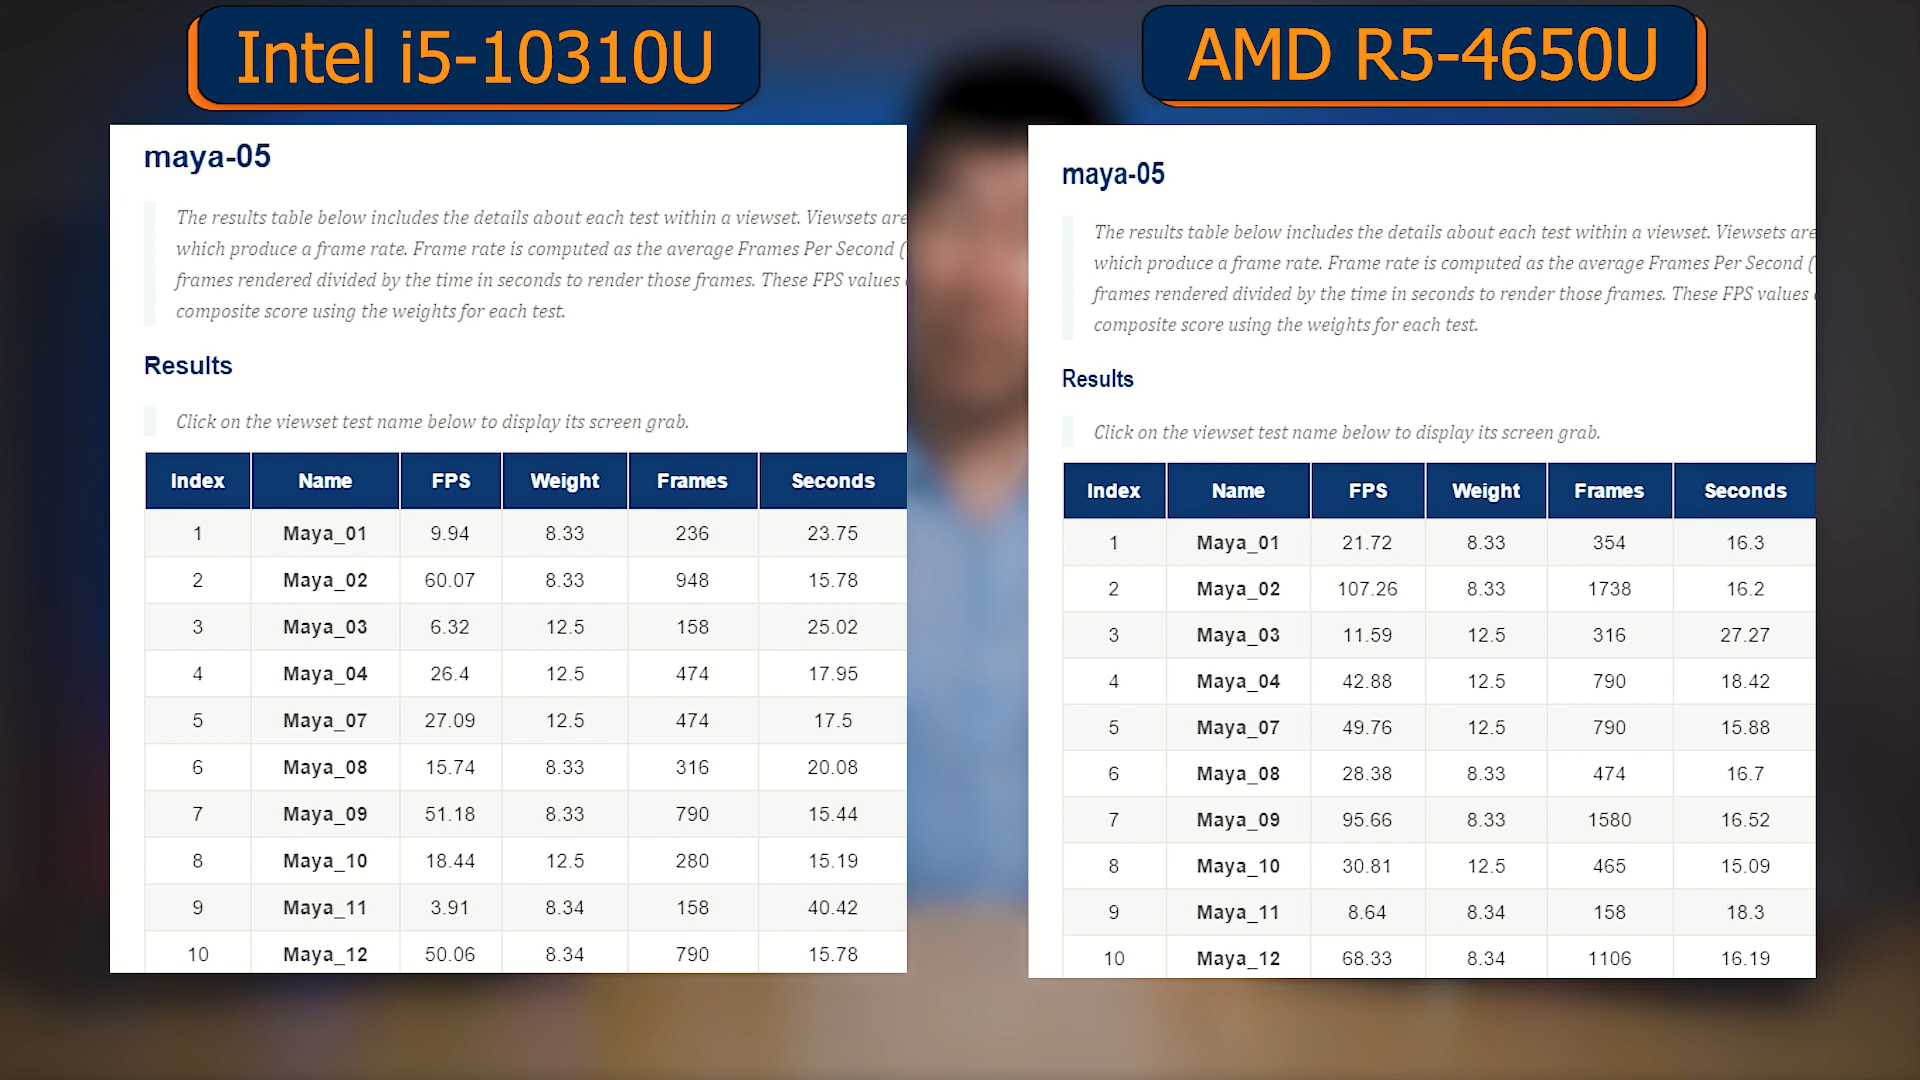 Intel i5-10310U
maya-05
The results table below includes the details about each test within a viewset. Viewsets are
which produce a frame rate. Frame rate is computed as the average Frames Per Second (
frames rendered divided by the time in seconds to render those frames. These FPS values
composite score using the weights for each test.
Results
Click on the viewset test name below to display its screen grab.
Index Name FPS Weight Frames Seconds
1 Maya_01 9.94 8.33 236 23.75
2 Maya_02 60.07 8.33 948 15.78
3 Maya_03 6.32 12.5 158 25.02
4 Maya_04 26.4 12.5 474 17.95
5 Maya_07 27.09 12.5 474 17.5
6 Maya_08 15.74 8.33 316 20.08
7 Maya_09 51.18 8.33 790 15.44
8 Maya_10 18.44 12.5 280 15.19
9 Maya_11 3.91 8.34 158 40.42
10 Maya_12 50.06 8.34 790 15.78
AMD R5-4650U
maya-05
The results table below includes the details about each test within a viewset. Viewsets are
which produce a frame rate. Frame rate is computed as the average Frames Per Second (
frames rendered divided by the time in seconds to render those frames. These FPS values
composite score using the weights for each test.
Results
Click on the viewset test name below to display its screen grab.
Index Name FPS Weight Frames Seconds
1 Maya_01 21.72 8.33 354 16.3
2 Maya_02 107.26 8.33 1738 16.2
3 Maya_03 11.59 12.5 316 27.27
4 Maya_04 42.88 12.5 790 18.42
5 Maya_07 49.76 12.5 790 15.88
6 Maya_08 28.38 8.33 474 16.7
7 Maya_09 95.66 8.33 1580 16.52
8 Maya_10 30.81 12.5 465 15.09
9 Maya_11 8.64 8.34 158 18.3
10 Maya_12 68.33 8.34 1106 16.19